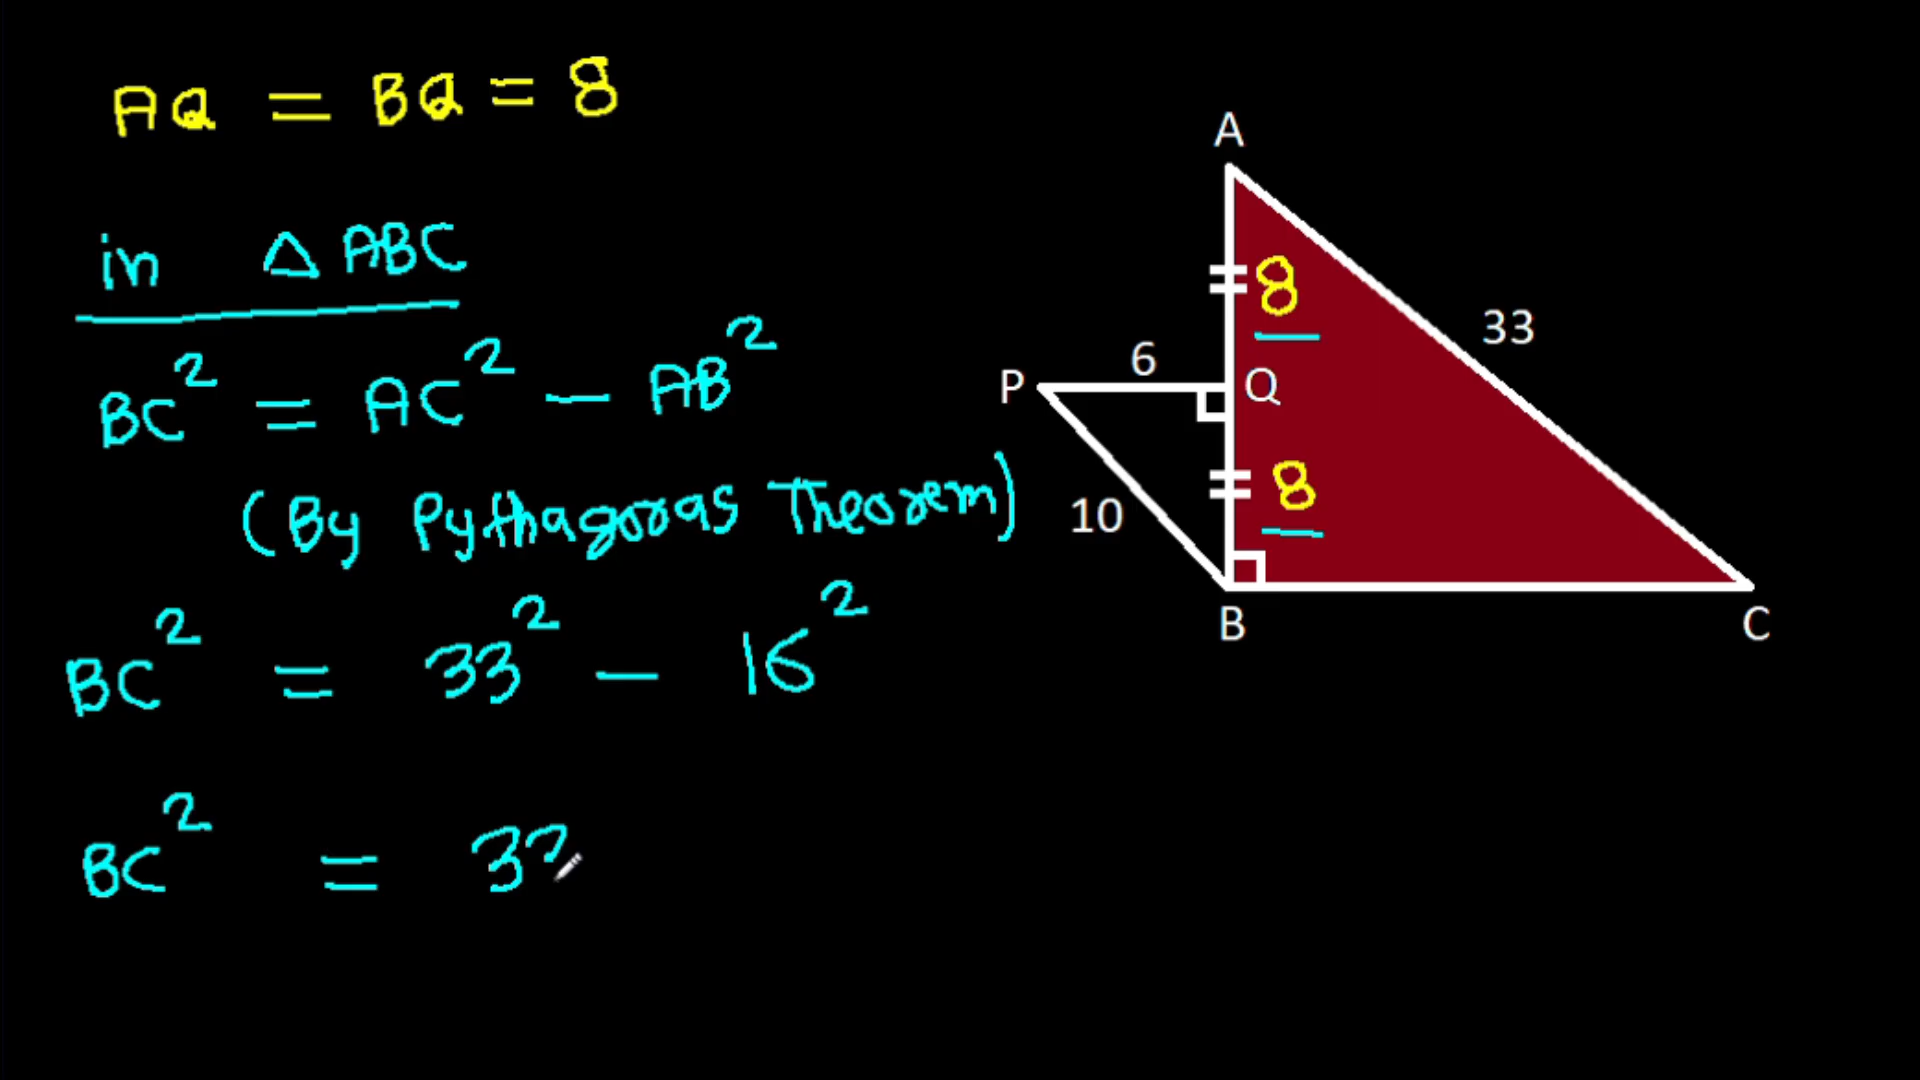 AQ = BQ = 8
in △ ABC
BC² = AC² − AB²
(By Pythagoras Theorem)
BC² = 33² − 16²
BC² = 33
A
8
33
6
P
Q
8
10
B
C